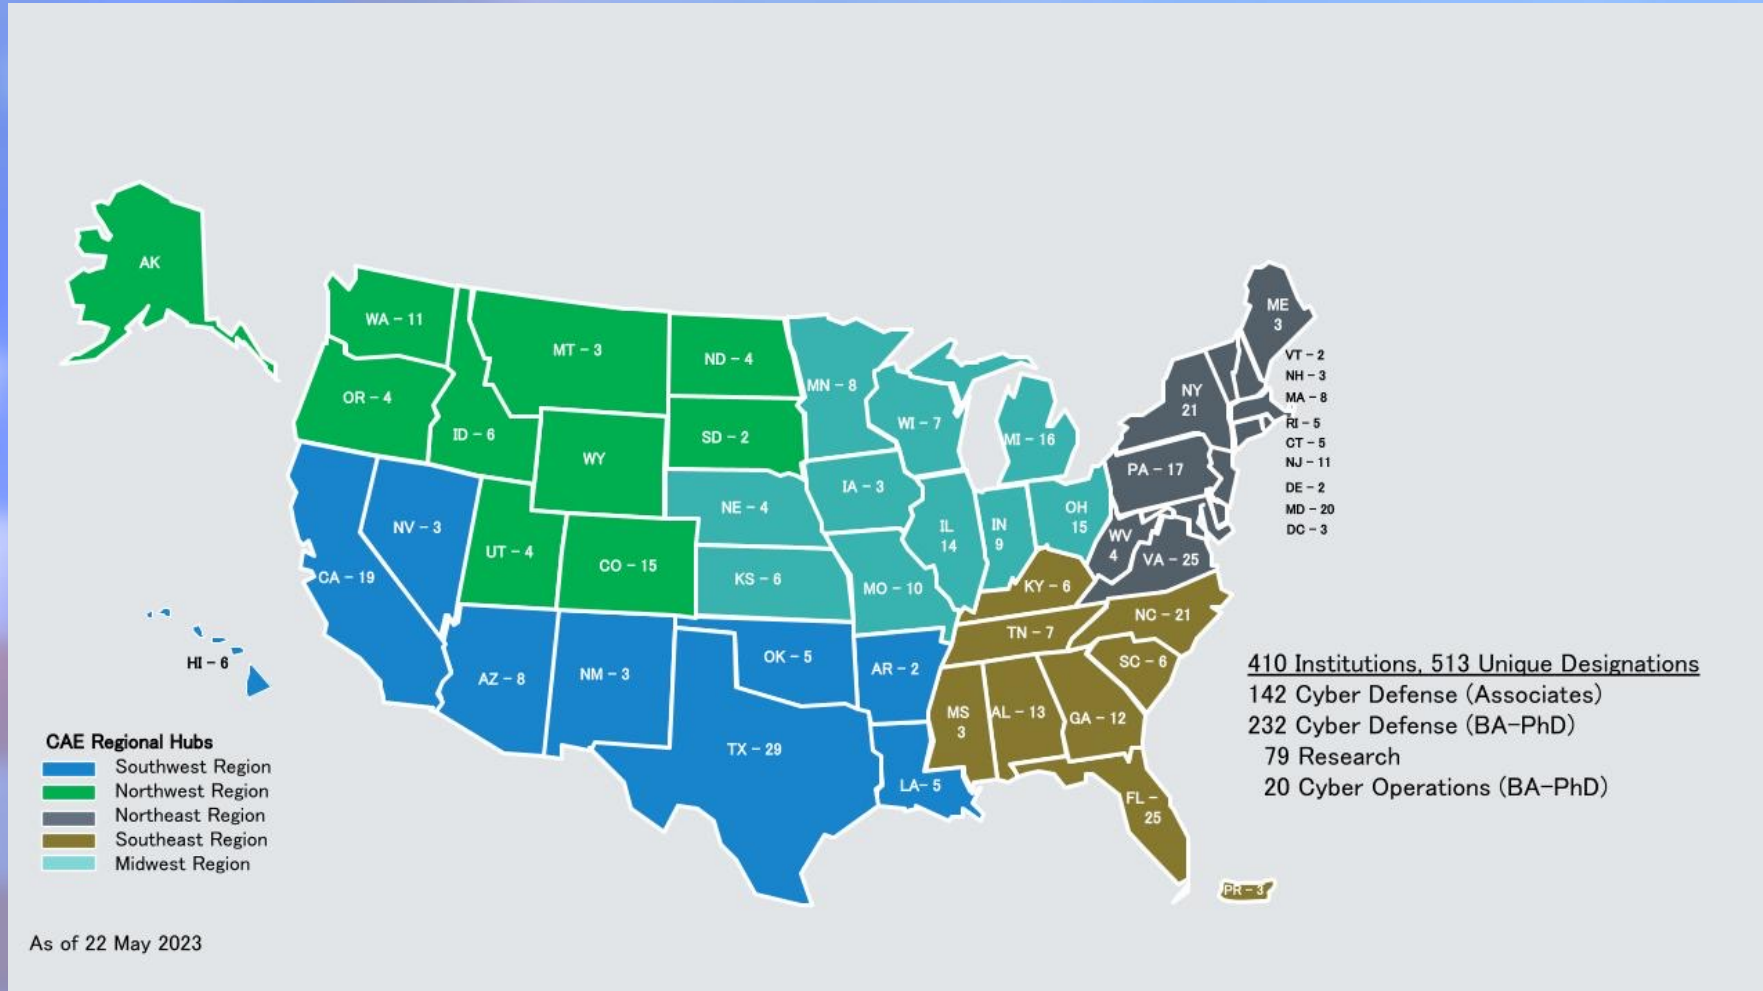 AK
WA - 11
MT - 3
ND - 4
OR - 4
ID - 6
WY
SD - 2
MN - 8
WI - 7
MI - 16
NY
21
ME
3
VT - 2
NH - 3
MA - 8
RI - 5
CT - 5
NJ - 11
DE - 2
MD - 20
DC - 3
PA - 17
NV - 3
UT - 4
CO - 15
NE - 4
IA - 3
IL
14
IN
9
OH
15
WV
4
VA - 25
CA - 19
KS - 6
MO - 10
KY - 6
NC - 21
TN - 7
SC - 6
HI - 6
AZ - 8
NM - 3
OK - 5
AR - 2
MS
3
AL - 13
GA - 12
TX - 29
LA- 5
FL -
25
PR - 3
410 Institutions, 513 Unique Designations
142 Cyber Defense (Associates)
232 Cyber Defense (BA-PhD)
79 Research
20 Cyber Operations (BA-PhD)
CAE Regional Hubs
Southwest Region
Northwest Region
Northeast Region
Southeast Region
Midwest Region
As of 22 May 2023